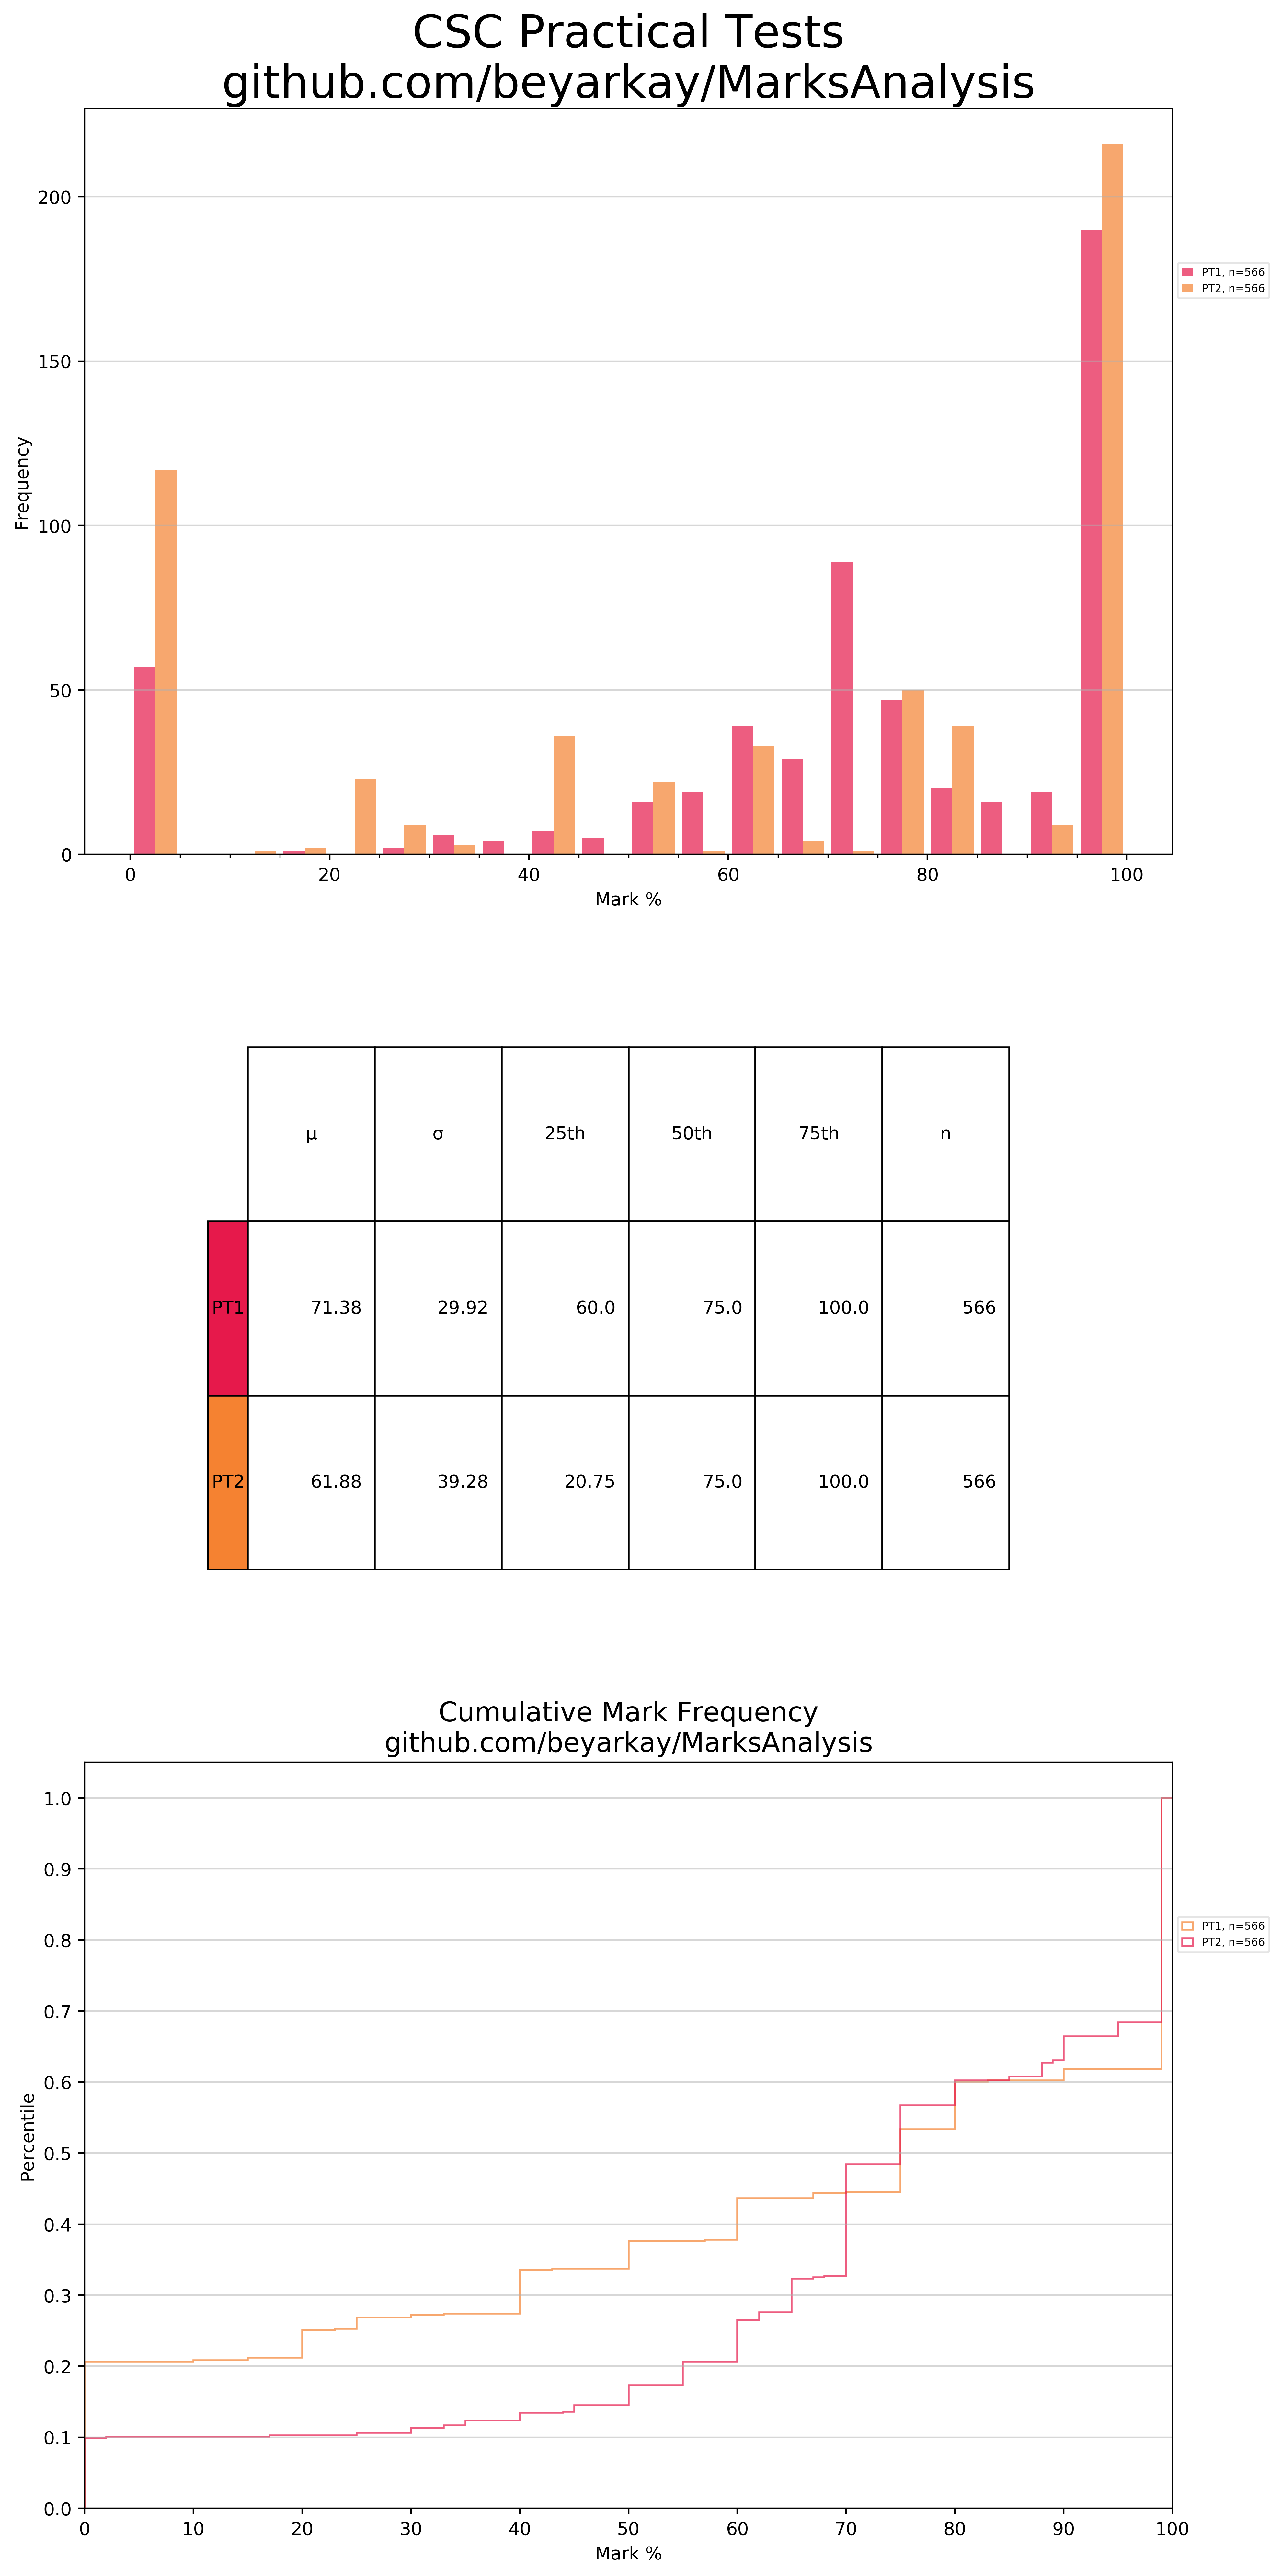 CSC Practical Tests
github.com/beyarkay/MarksAnalysis
Frequency
200
150
100
50
0
0 20 40 60 80 100
Mark %
PT1, n=566
PT2, n=566
μ σ 25th 50th 75th n
PT1 71.38 29.92 60.0 75.0 100.0 566
PT2 61.88 39.28 20.75 75.0 100.0 566
Cumulative Mark Frequency
github.com/beyarkay/MarksAnalysis
Percentile
1.0
0.9
0.8
0.7
0.6
0.5
0.4
0.3
0.2
0.1
0.0
0 10 20 30 40 50 60 70 80 90 100
Mark %
PT1, n=566
PT2, n=566